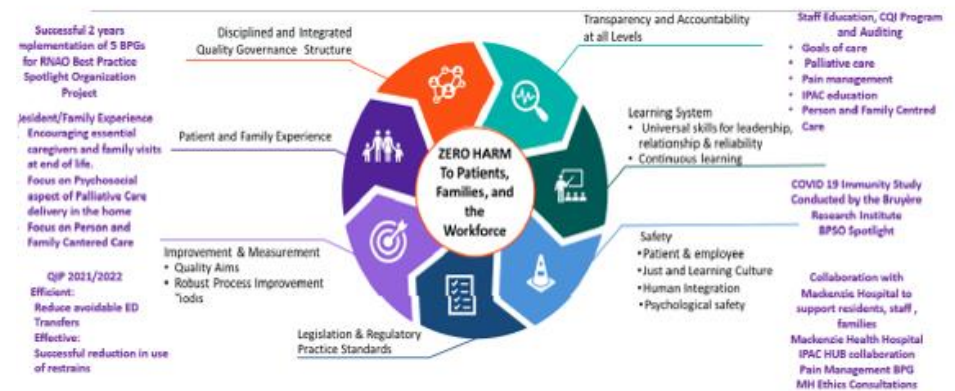 Successful 2 years
mplementation of 5 BPGs
for RNAO Best Practice
Spotlight Organization
Project
esident/Family Experience
Encouraging essential
caregivers and family visits
at end of life.
Focus on Psychosocial
aspect of Palliative Care
delivery in the home
Focus on Person and
Family Cantered Care
QIP 2021/2022
Efficient:
Reduce avoidable ED
Transfers
Effective:
Successful reduction in use
of restrains
Disciplined and Integrated
Quality Governance Structure
Patient and Family Experience
Improvement & Measurement
• Quality Aims
• Robust Process Improvement
Legislation & Regulatory
Practice Standards
ZERO HARM
To Patients,
Families, and
the
Workforce
Transparency and Accountability
at all Levels
Learning System
• Universal skills for leadership,
relationship & reliability
• Continuous learning
Safety
•Patient & employee
•Just and Learning Culture
•Human Integration
•Psychological safety
Staff Education, CQI Program
and Auditing
• Goals of care
• Palliative care
• Pain management
• IPAC education
• Person and Family Centred
Care
COVID 19 Immunity Study
Conducted by the Bruyère
Research Institute
BPSO Spotlight
Collaboration with
Mackenzie Hospital to
support residents, staff ,
families
Mackenzie Health Hospital
IPAC HUB collaboration
Pain Management BPG
MH Ethics Consultations